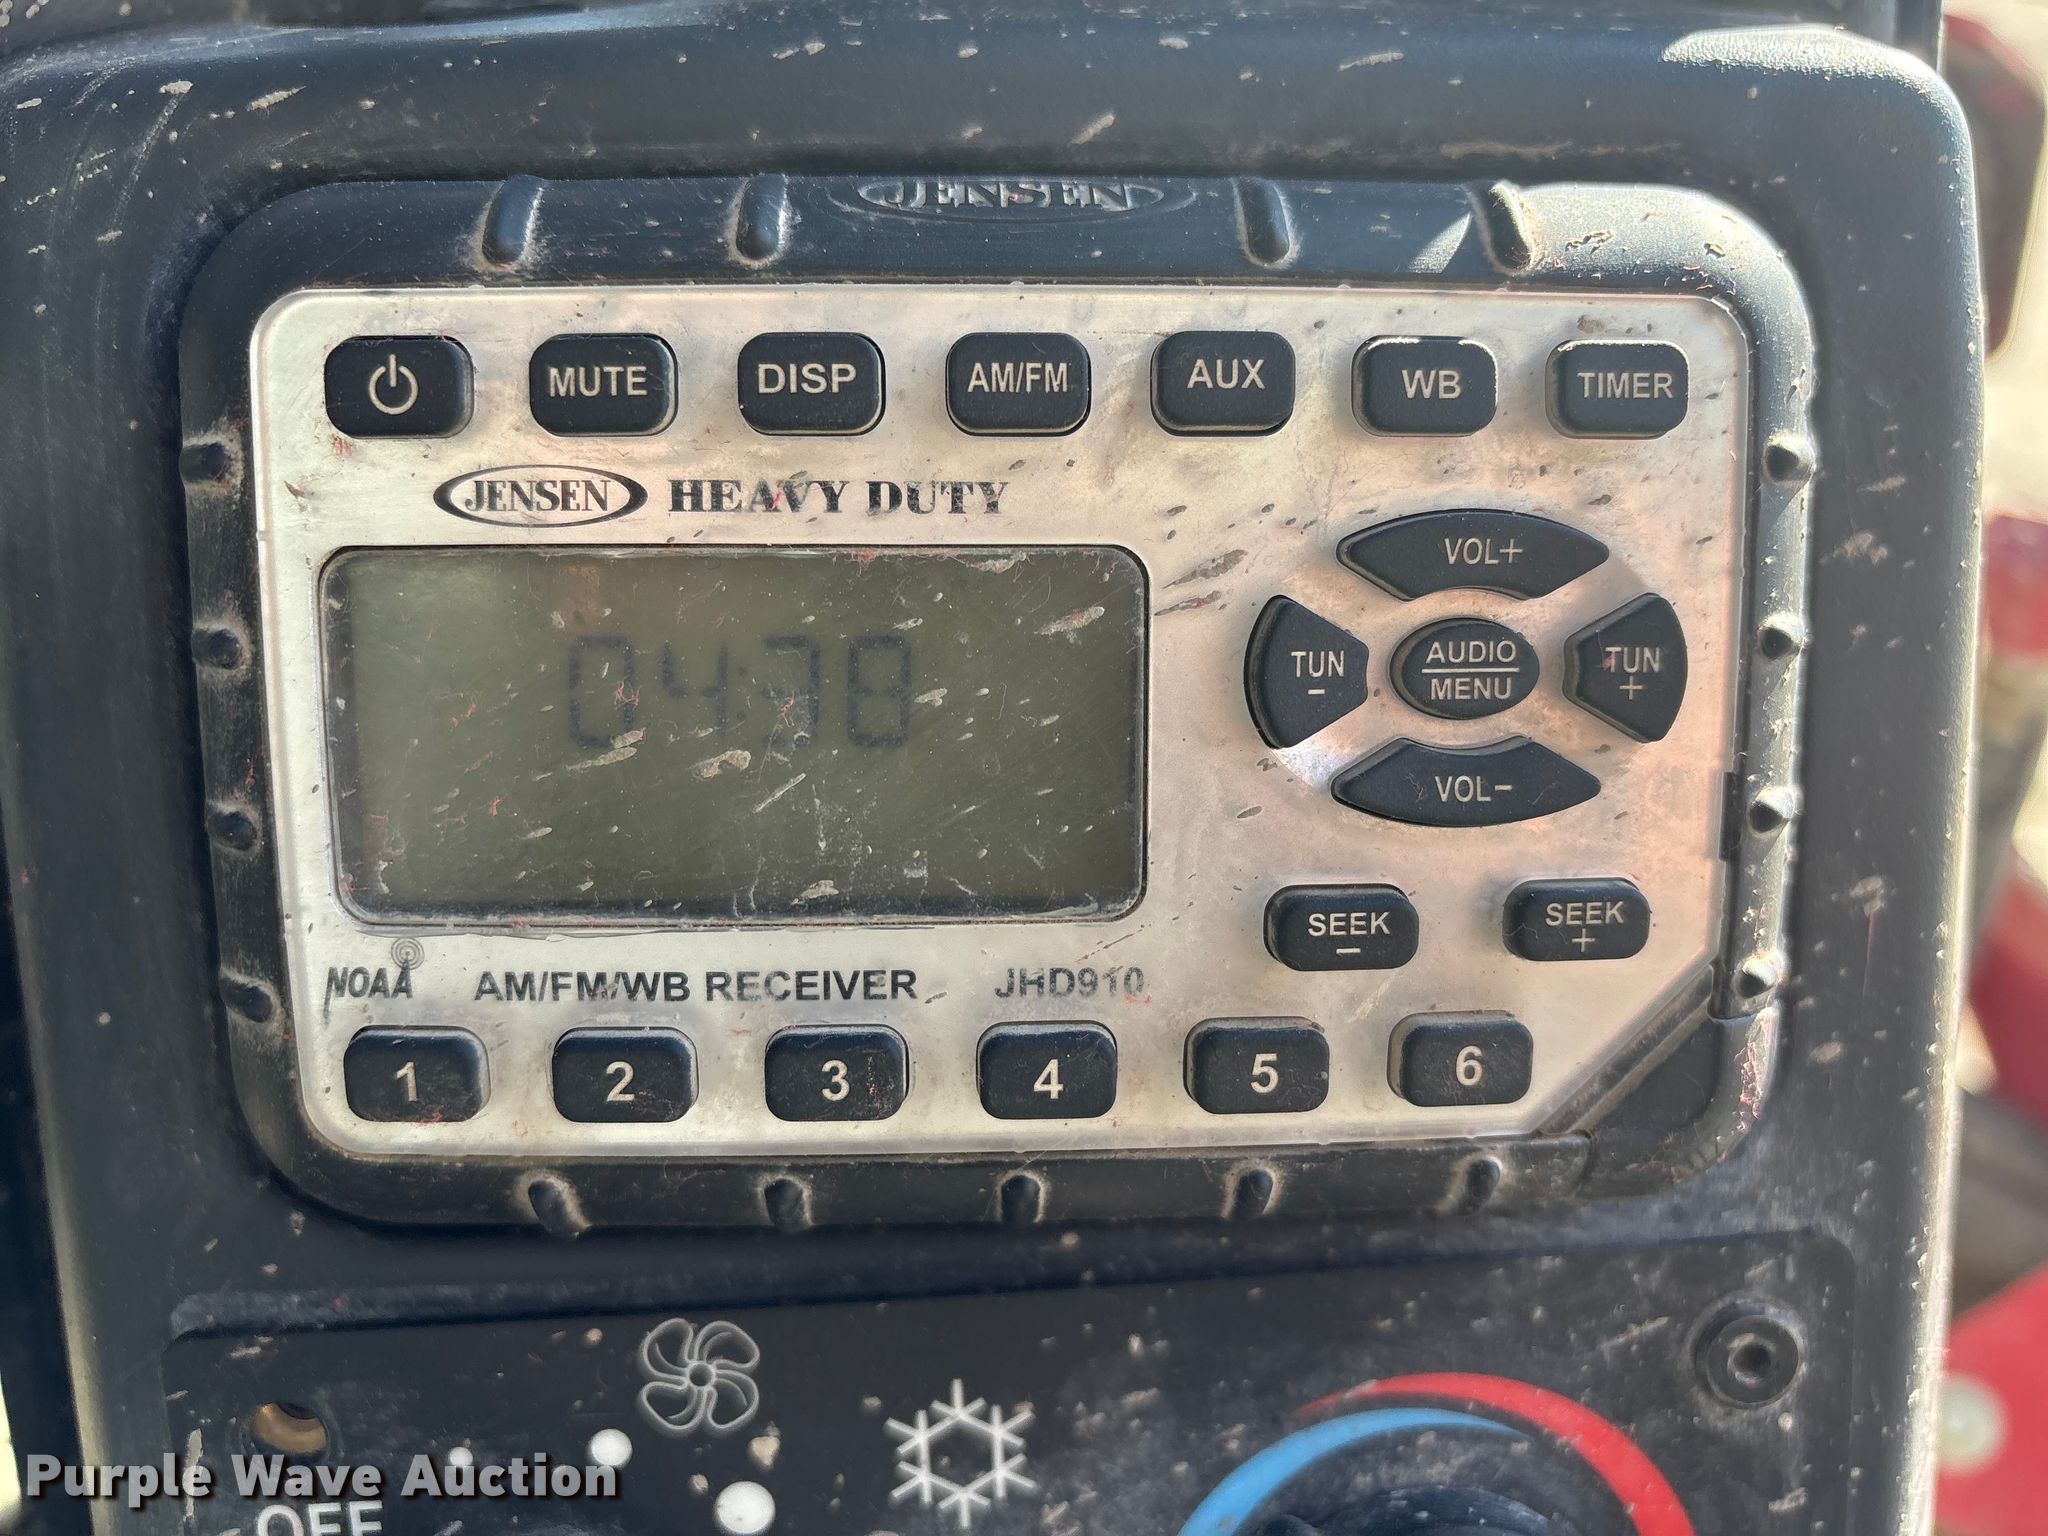 JENSEN
MUTE DISP AM/FM AUX WB TIMER
JENSEN HEAVY DUTY
VOL+
04:38
TUN - AUDIO MENU TUN +
VOL-
SEEK - SEEK +
NOAA AM/FM/WB RECEIVER JHD910
1 2 3 4 5 6
Purple Wave Auction
OFF